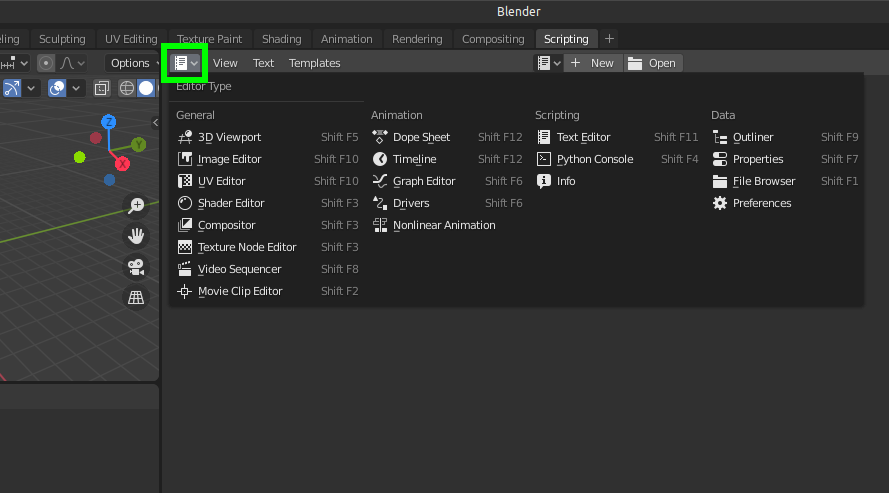 Blender
ling Sculpting UV Editing Texture Paint Shading Animation Rendering Compositing Scripting +
Options View Text Templates + New Open
Editor Type
General Animation Scripting Data
3D Viewport Shift F5 Dope Sheet Shift F12 Text Editor Shift F11 Outliner Shift F9
Image Editor Shift F10 Timeline Shift F12 Python Console Shift F4 Properties Shift F7
UV Editor Shift F10 Graph Editor Shift F6 Info File Browser Shift F1
Shader Editor Shift F3 Drivers Shift F6 Preferences
Compositor Shift F3 Nonlinear Animation
Texture Node Editor Shift F3
Video Sequencer Shift F8
Movie Clip Editor Shift F2
Z
Y
X